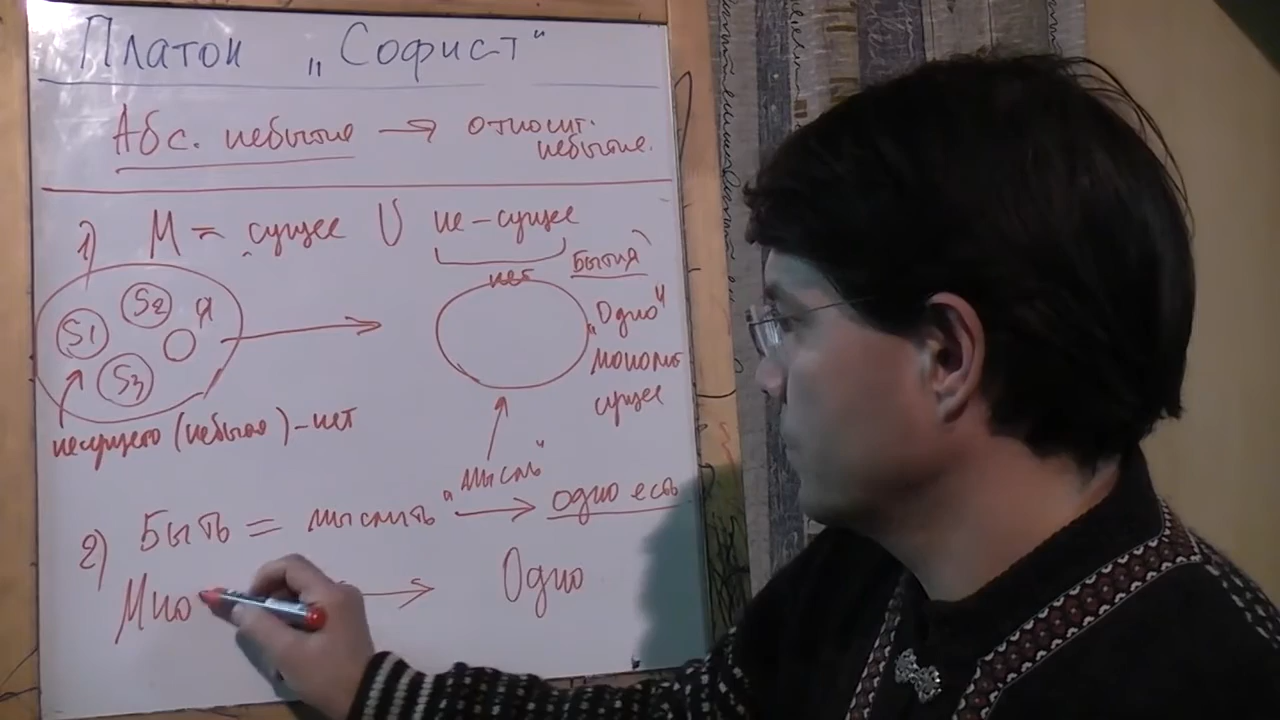 Платон „Софист“
Абс. небытие → относит.
небытие.
1) М = сущее U не-сущее
нет
Бытия
S1 S2 Я
S3
„Одно“
монолит
сущее
несущего (небытия) – нет
„мысль“
2) Быть = мыслить → одно есть
Мно → Одно